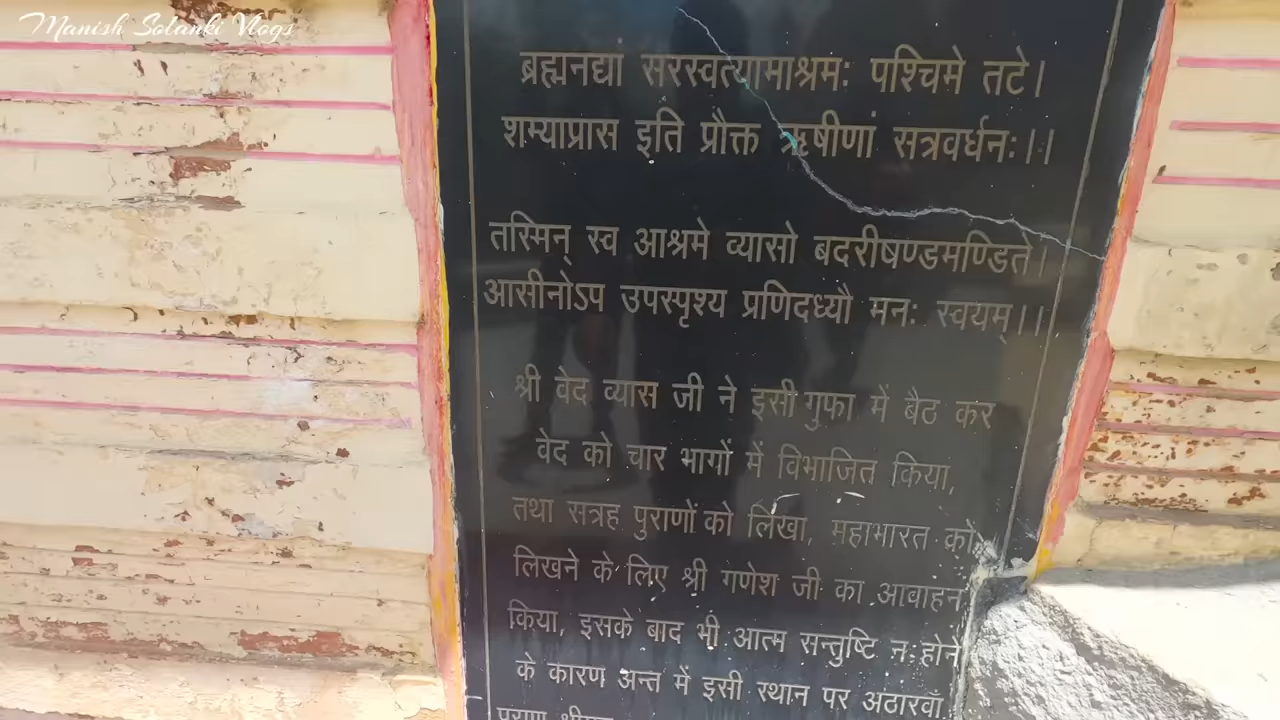 Manish Solanki Vlogs
ब्रह्मनद्यां सरस्वत्यामाश्रमः पश्चिमे तटे।
शम्याप्रास इति प्रौक्त ऋषीणां सत्रवर्धनः।।
तस्मिन् स्व आश्रमे व्यासो बदरीषण्डमण्डिते।
आसीनोऽप उपस्पृश्य प्रणिदध्यौ मनः स्वयम्।।
श्री वेद व्यास जी ने इसी गुफा में बैठ कर
वेद को चार भागों में विभाजित किया,
तथा सत्रह पुराणों को लिखा, महाभारत को
लिखने के लिए श्री गणेश जी का आवाहन
किया, इसके बाद भी आत्म सन्तुष्टि न होने
के कारण अन्त में इसी स्थान पर अठारवाँ
पुराण